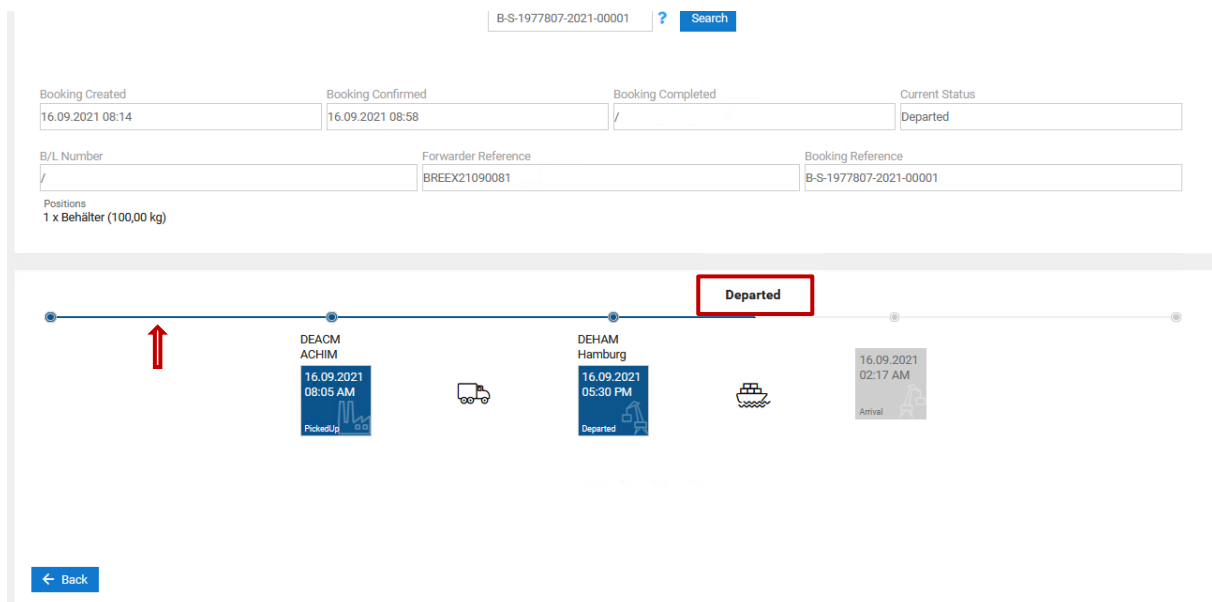 B-S-1977807-2021-00001 ? Search
Booking Created Booking Confirmed Booking Completed Current Status
16.09.2021 08:14 16.09.2021 08:58 / Departed
B/L Number Forwarder Reference Booking Reference
/ BREEX21090081 B-S-1977807-2021-00001
Positions
1 x Behälter (100,00 kg)
Departed
DEACM
ACHIM
16.09.2021
08:05 AM
PickedUp
DEHAM
Hamburg
16.09.2021
05:30 PM
Departed
16.09.2021
02:17 AM
Arrival
← Back